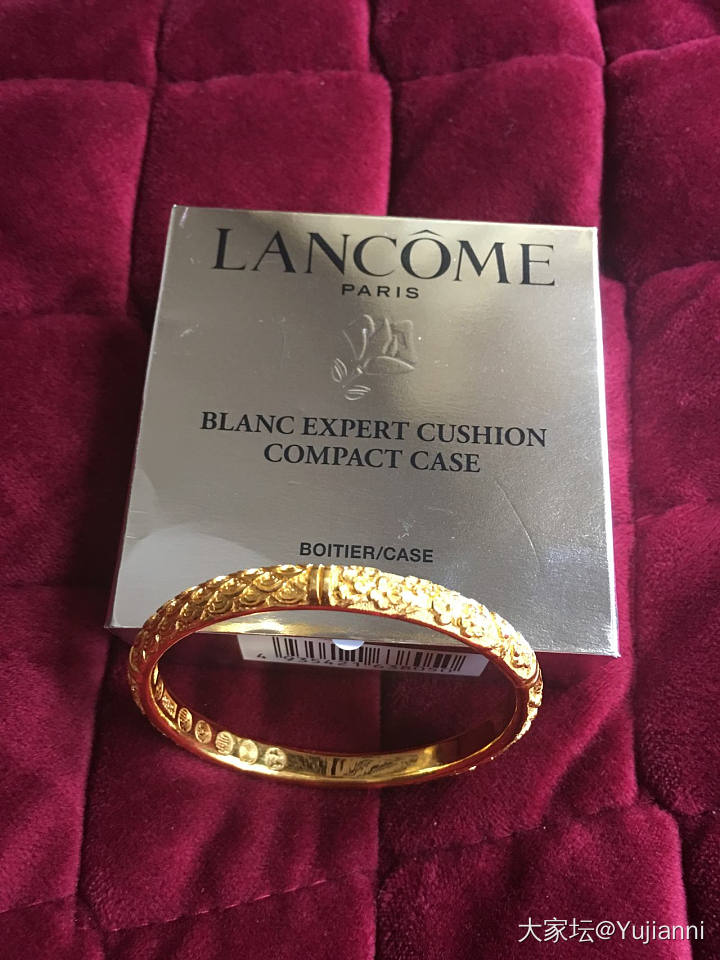 LANCÔME
PARIS
BLANC EXPERT CUSHION
COMPACT CASE
BOITIER/CASE
大家坛@Yujianni